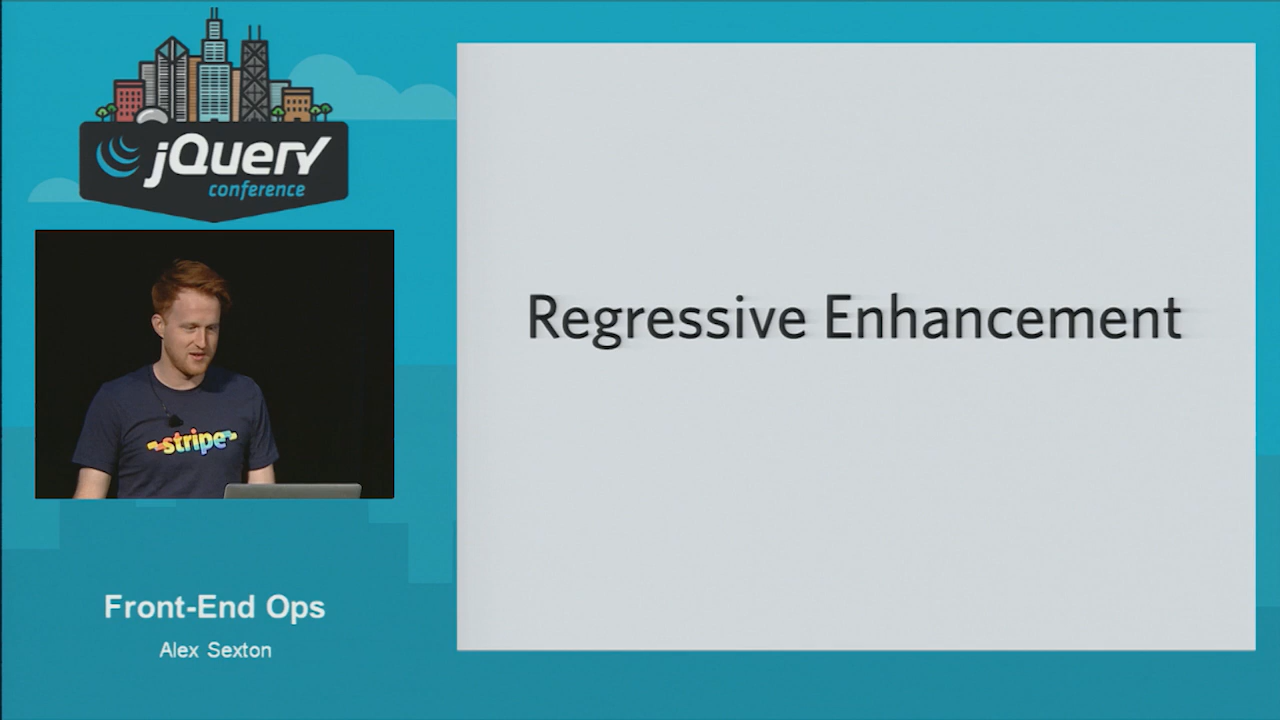 jQuery
conference
stripe
Front-End Ops
Alex Sexton
Regressive Enhancement